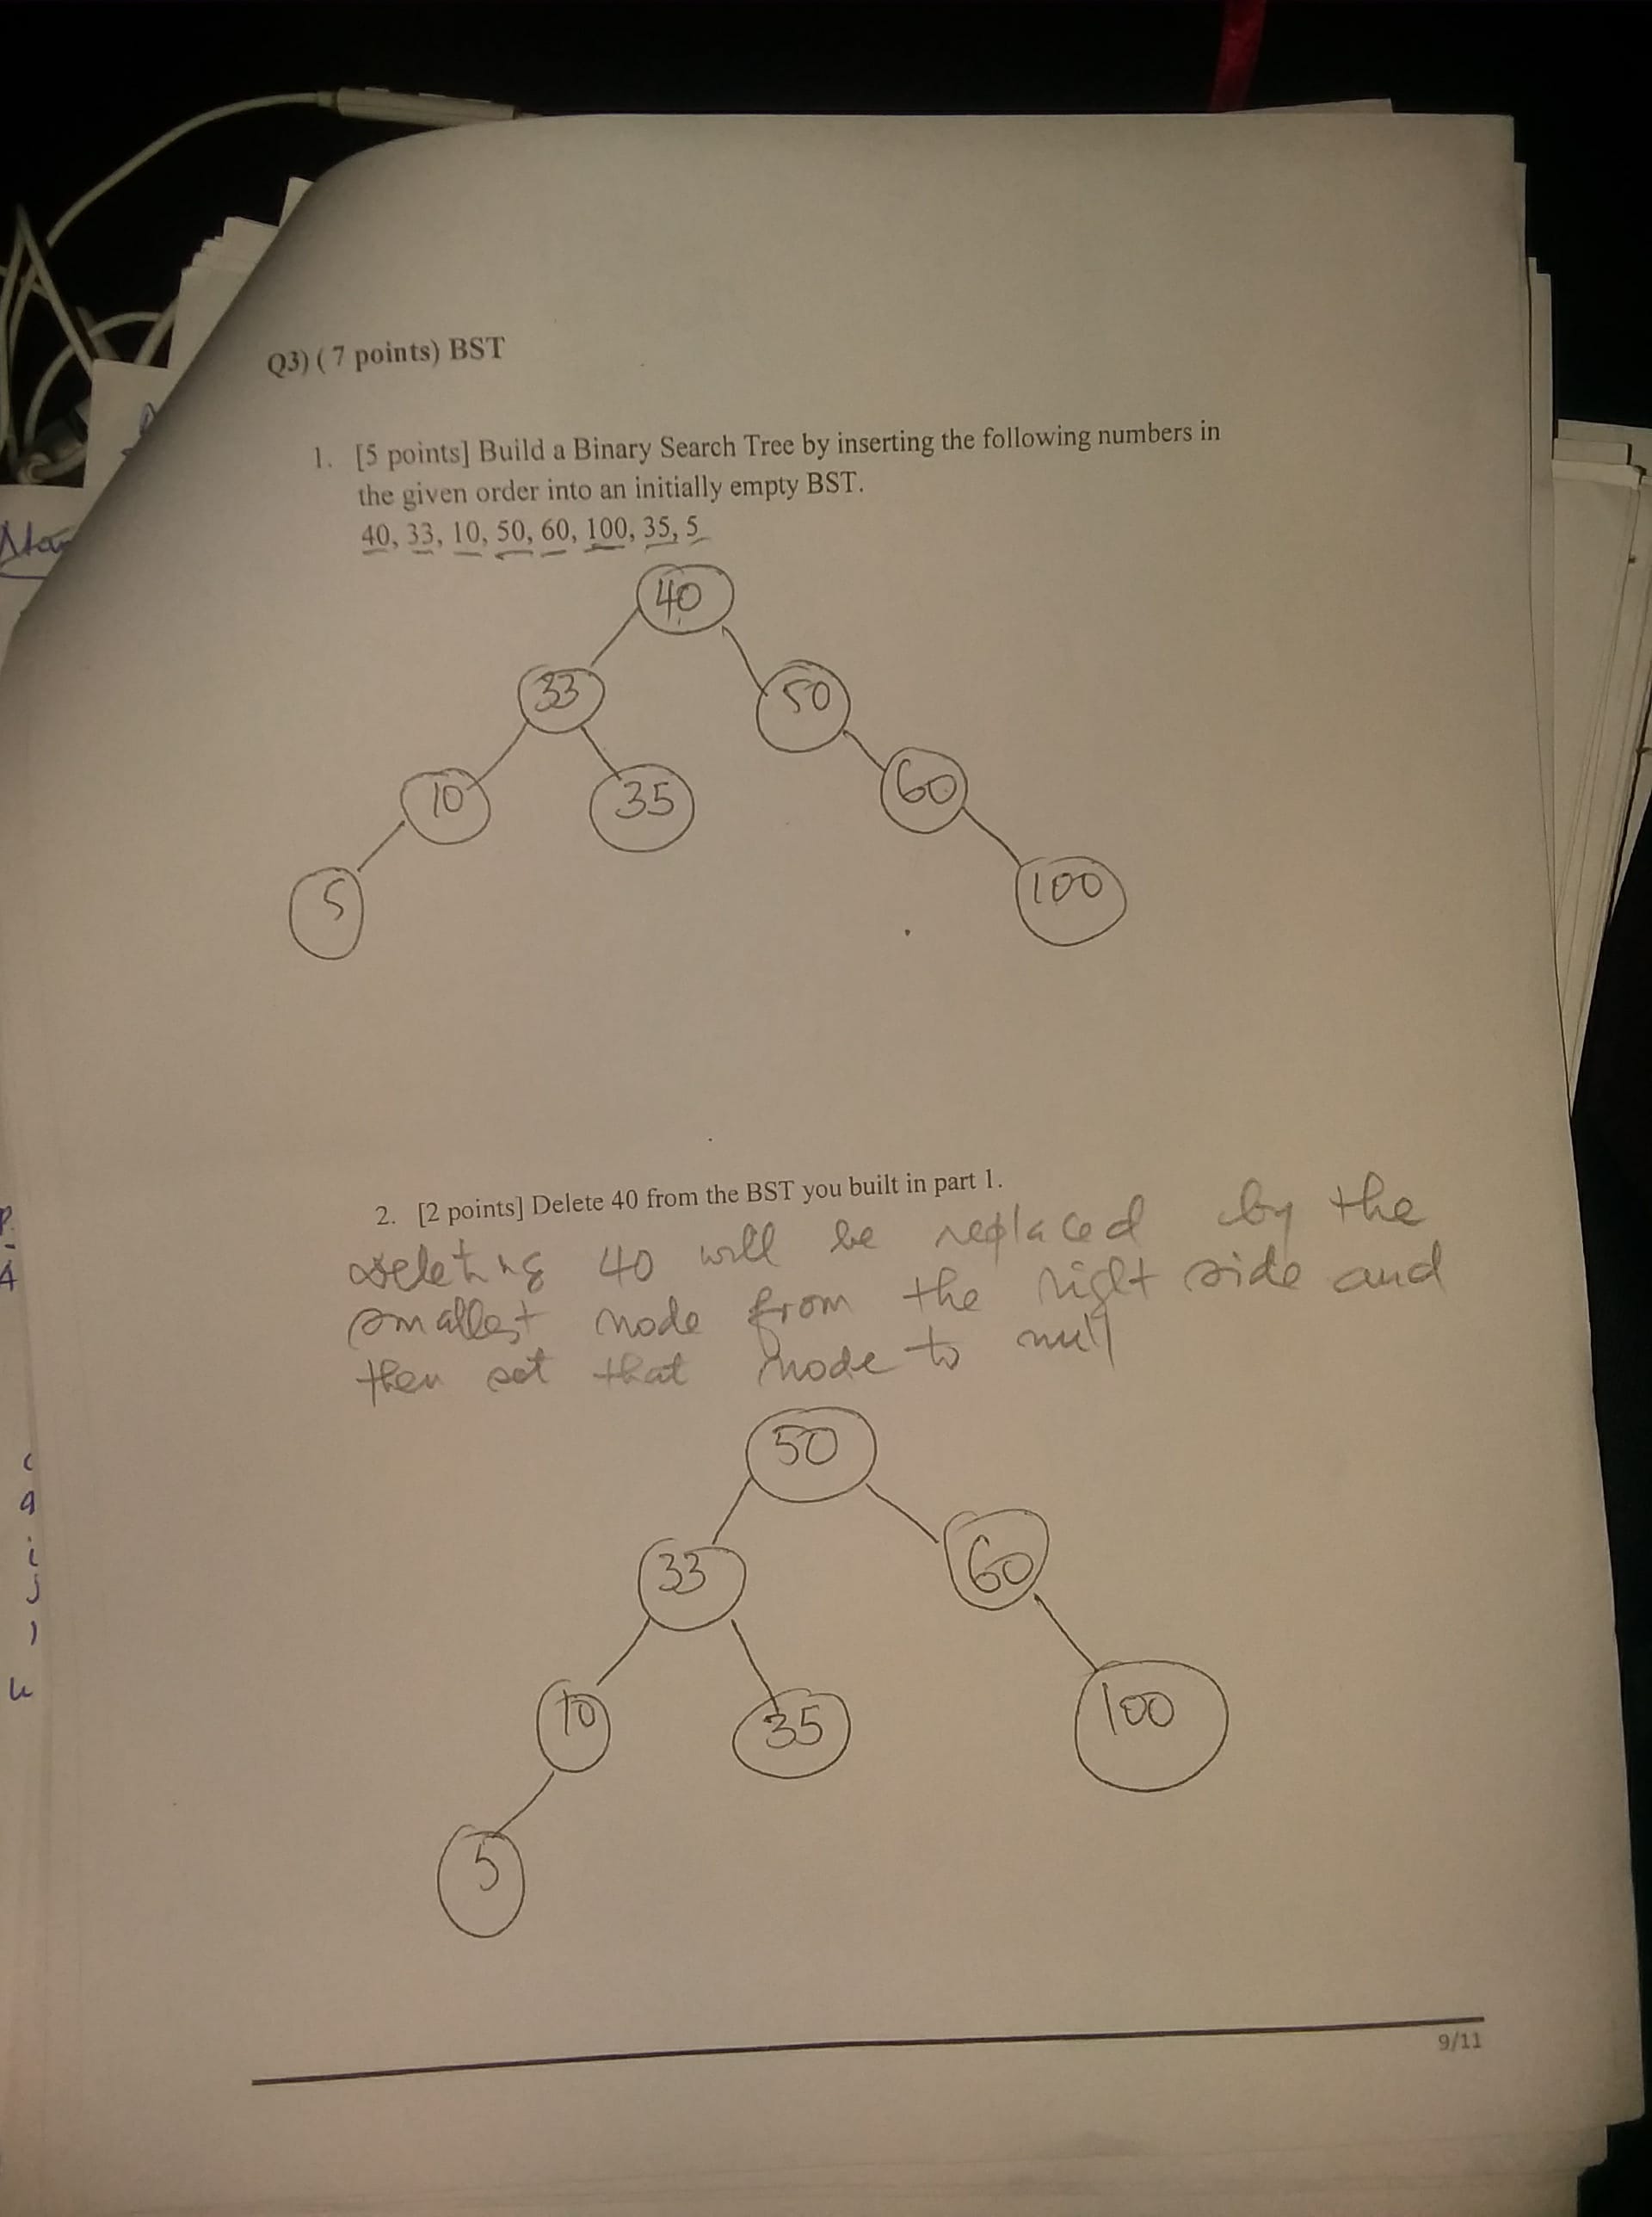 Q3) ( 7 points) BST
1. [5 points] Build a Binary Search Tree by inserting the following numbers in
the given order into an initially empty BST.
40, 33, 10, 50, 60, 100, 35, 5
40
33
50
10
35
60
5
100
2. [2 points] Delete 40 from the BST you built in part 1.
deleting 40 will be replaced by the
smallest node from the right side and
then set that node to null
50
33
60
10
35
100
5
9/11